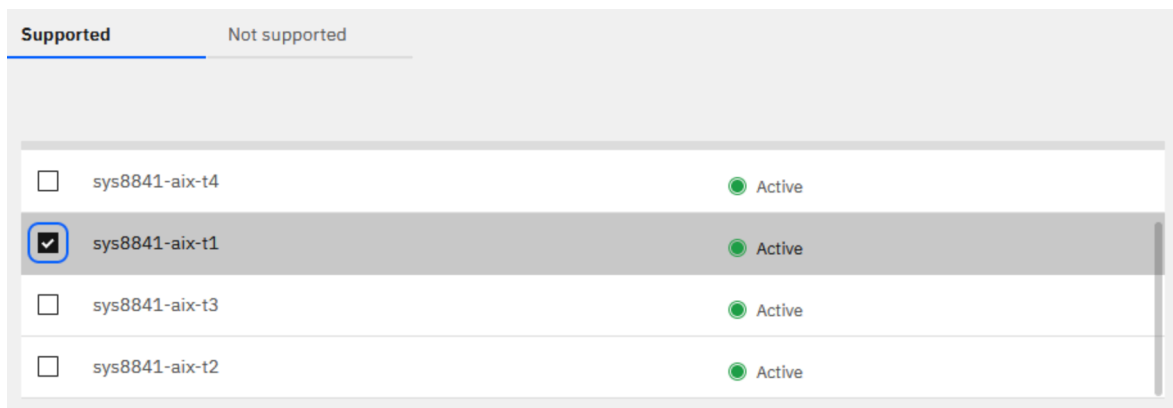 Supported Not supported
sys8841-aix-t4 Active
sys8841-aix-t1 Active
sys8841-aix-t3 Active
sys8841-aix-t2 Active